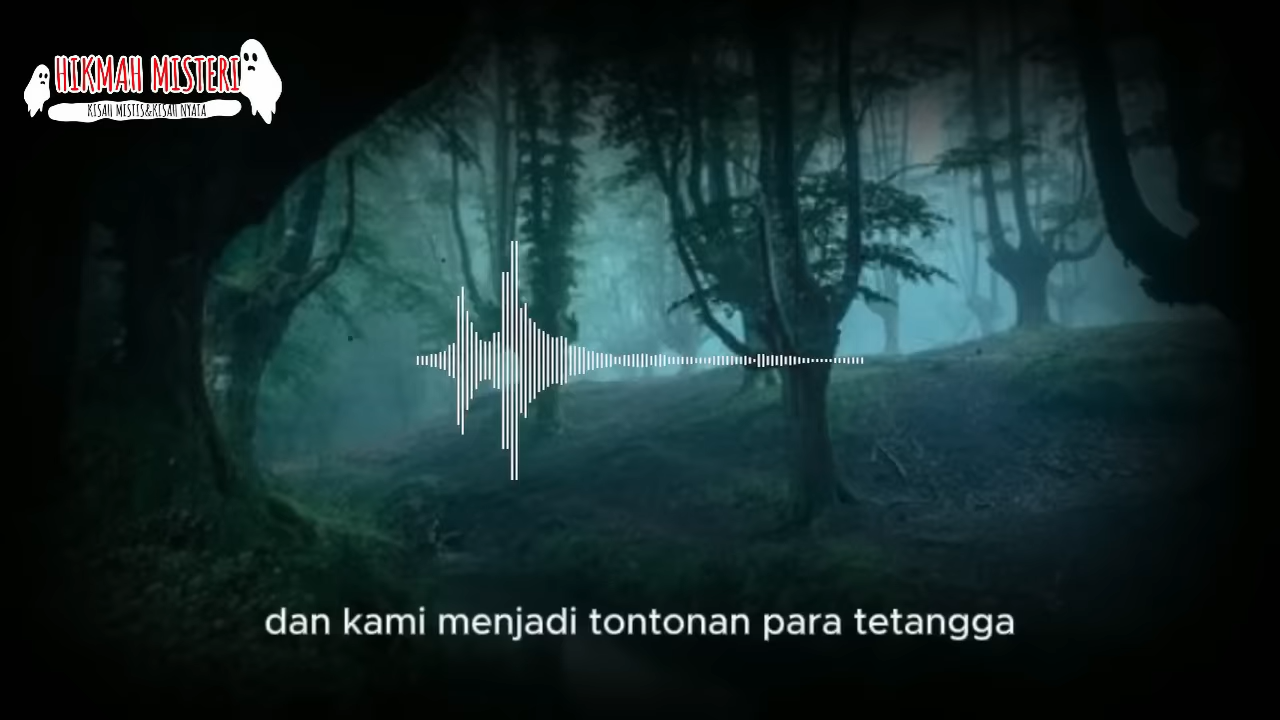 HIKMAH MISTERI
KISAH MISTIS&KISAH NYATA
dan kami menjadi tontonan para tetangga